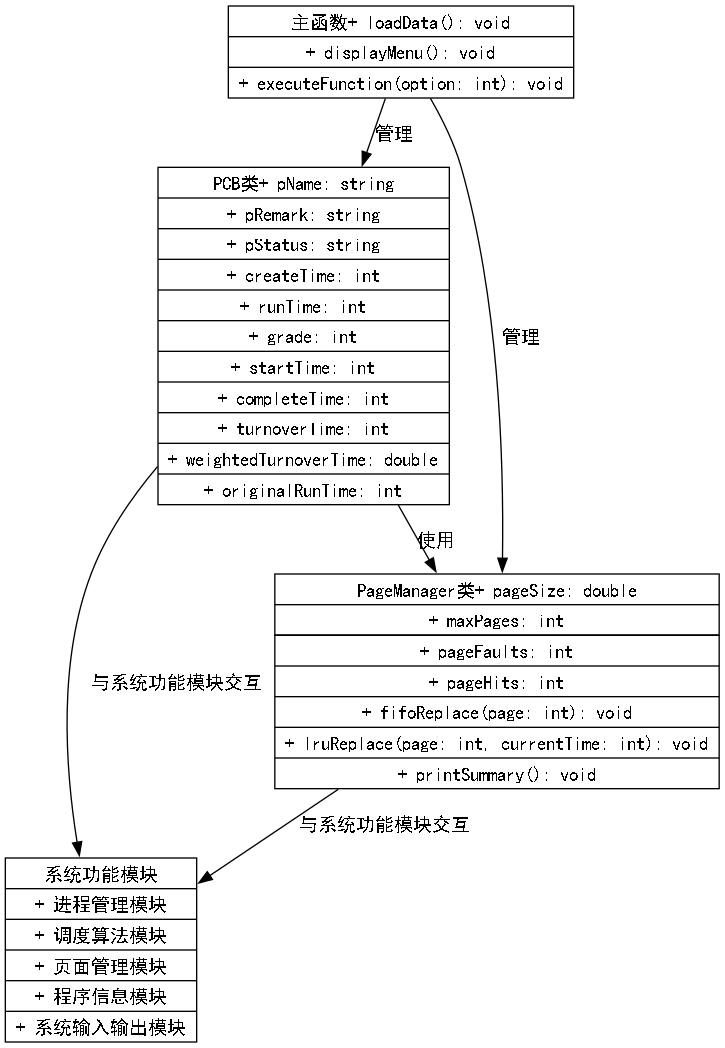 主函数+ loadData(): void
+ displayMenu(): void
+ executeFunction(option: int): void
管理
PCB类+ pName: string
+ pRemark: string
+ pStatus: string
+ createTime: int
+ runTime: int
+ grade: int
+ startTime: int
+ completeTime: int
+ turnoverTime: int
+ weightedTurnoverTime: double
+ originalRunTime: int
管理
使用
PageManager类+ pageSize: double
+ maxPages: int
+ pageFaults: int
+ pageHits: int
+ fifoReplace(page: int): void
+ lruReplace(page: int, currentTime: int): void
+ printSummary(): void
与系统功能模块交互
与系统功能模块交互
系统功能模块
+ 进程管理模块
+ 调度算法模块
+ 页面管理模块
+ 程序信息模块
+ 系统输入输出模块